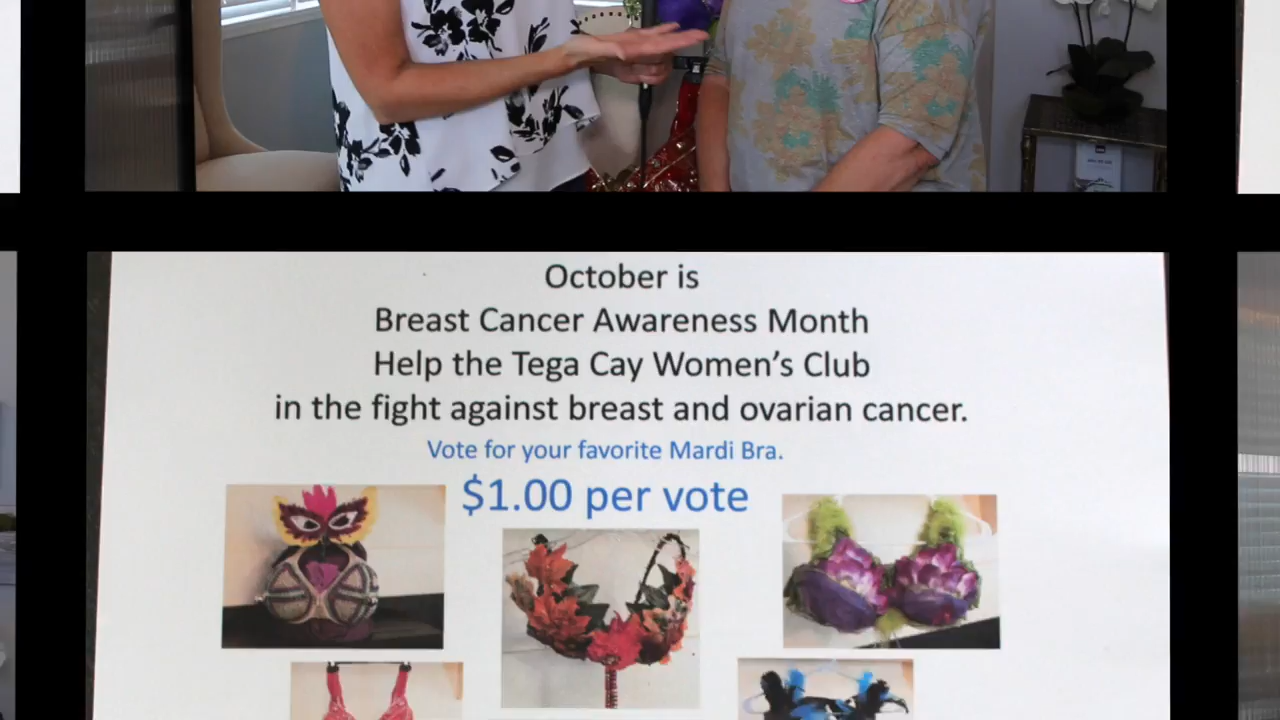 October is
Breast Cancer Awareness Month
Help the Tega Cay Women's Club
in the fight against breast and ovarian cancer.
Vote for your favorite Mardi Bra.
$1.00 per vote